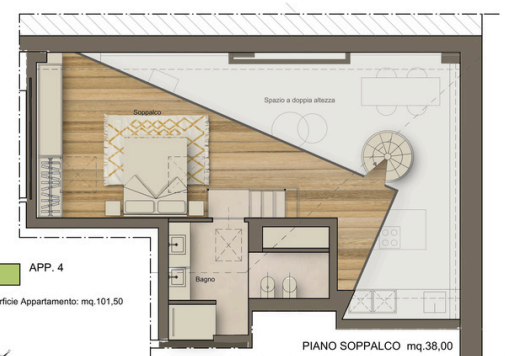 Spazio a doppia altezza
Soppalco
APP. 4
Bagno
rficie Appartamento: mq.101,50
PIANO SOPPALCO mq.38,00